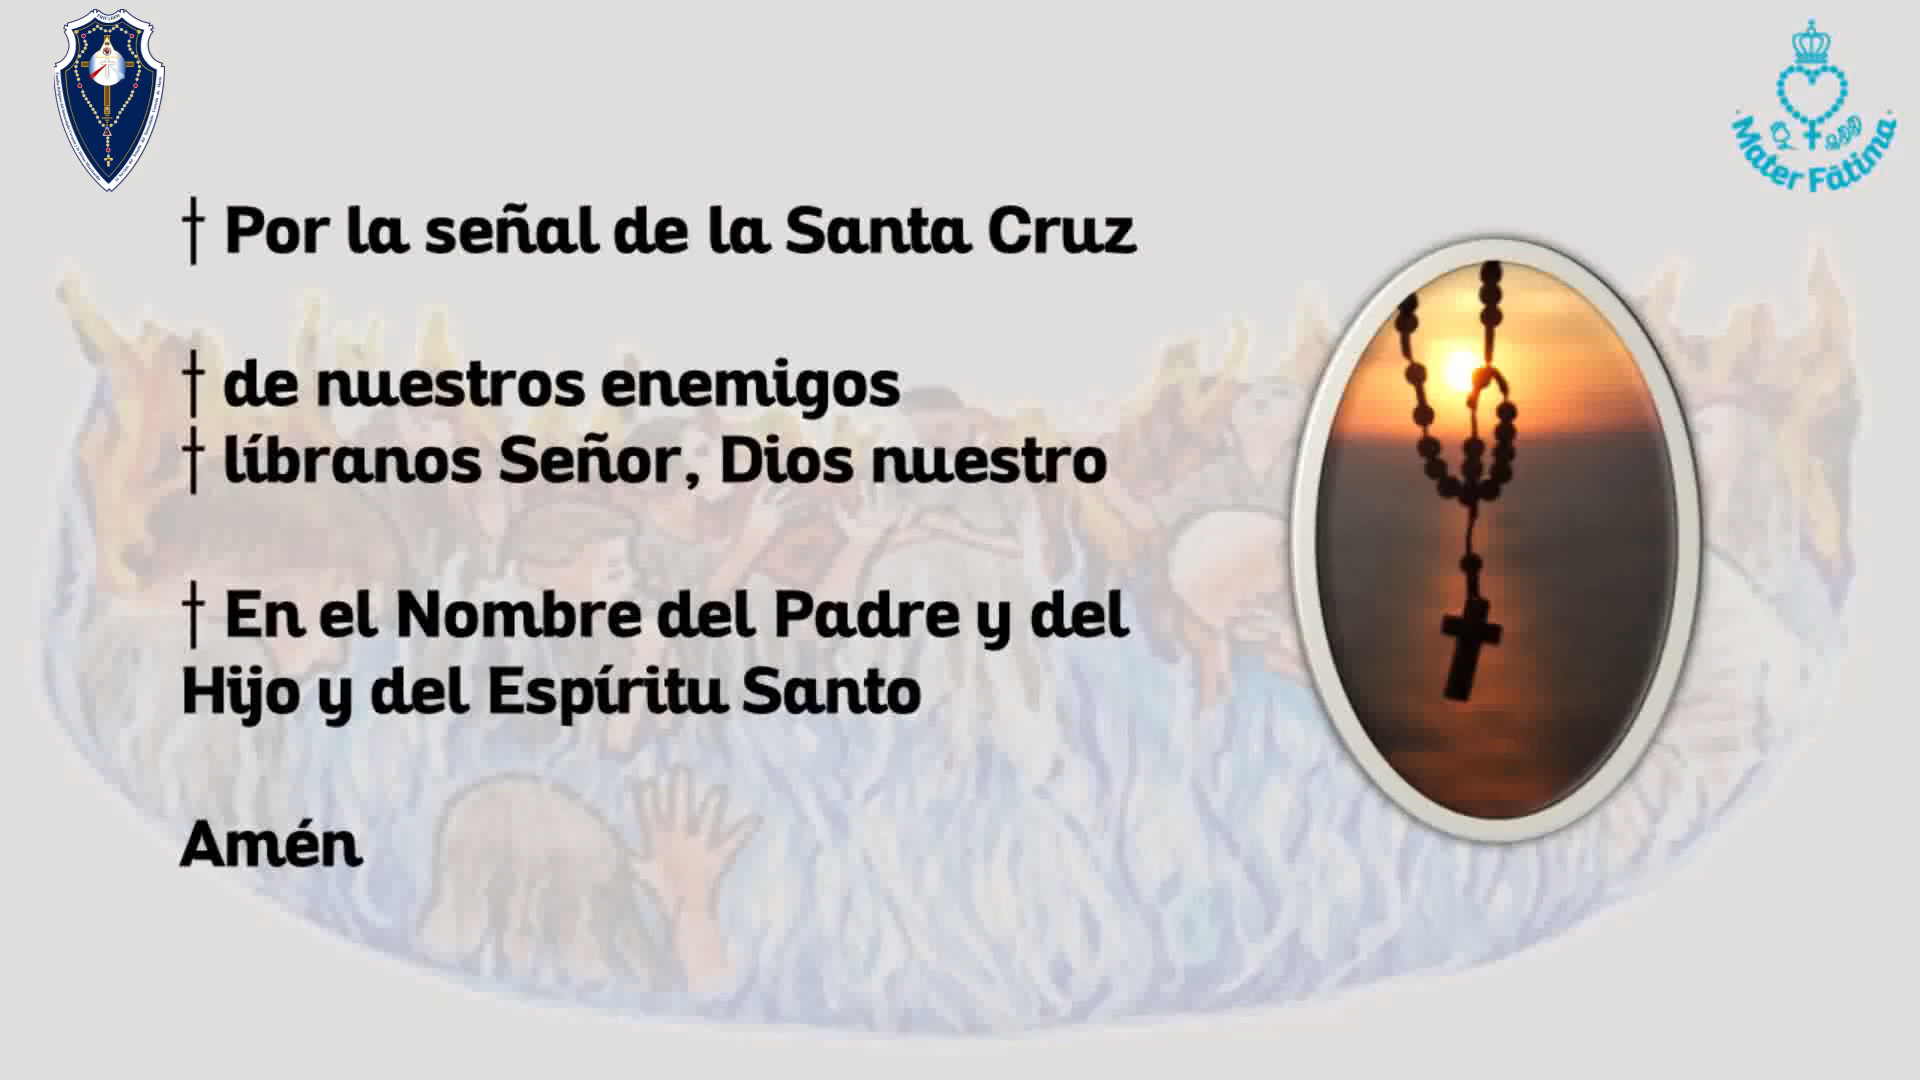 Mater Fátima
† Por la señal de la Santa Cruz
† de nuestros enemigos
† líbranos Señor, Dios nuestro
† En el Nombre del Padre y del
Hijo y del Espíritu Santo
Amén